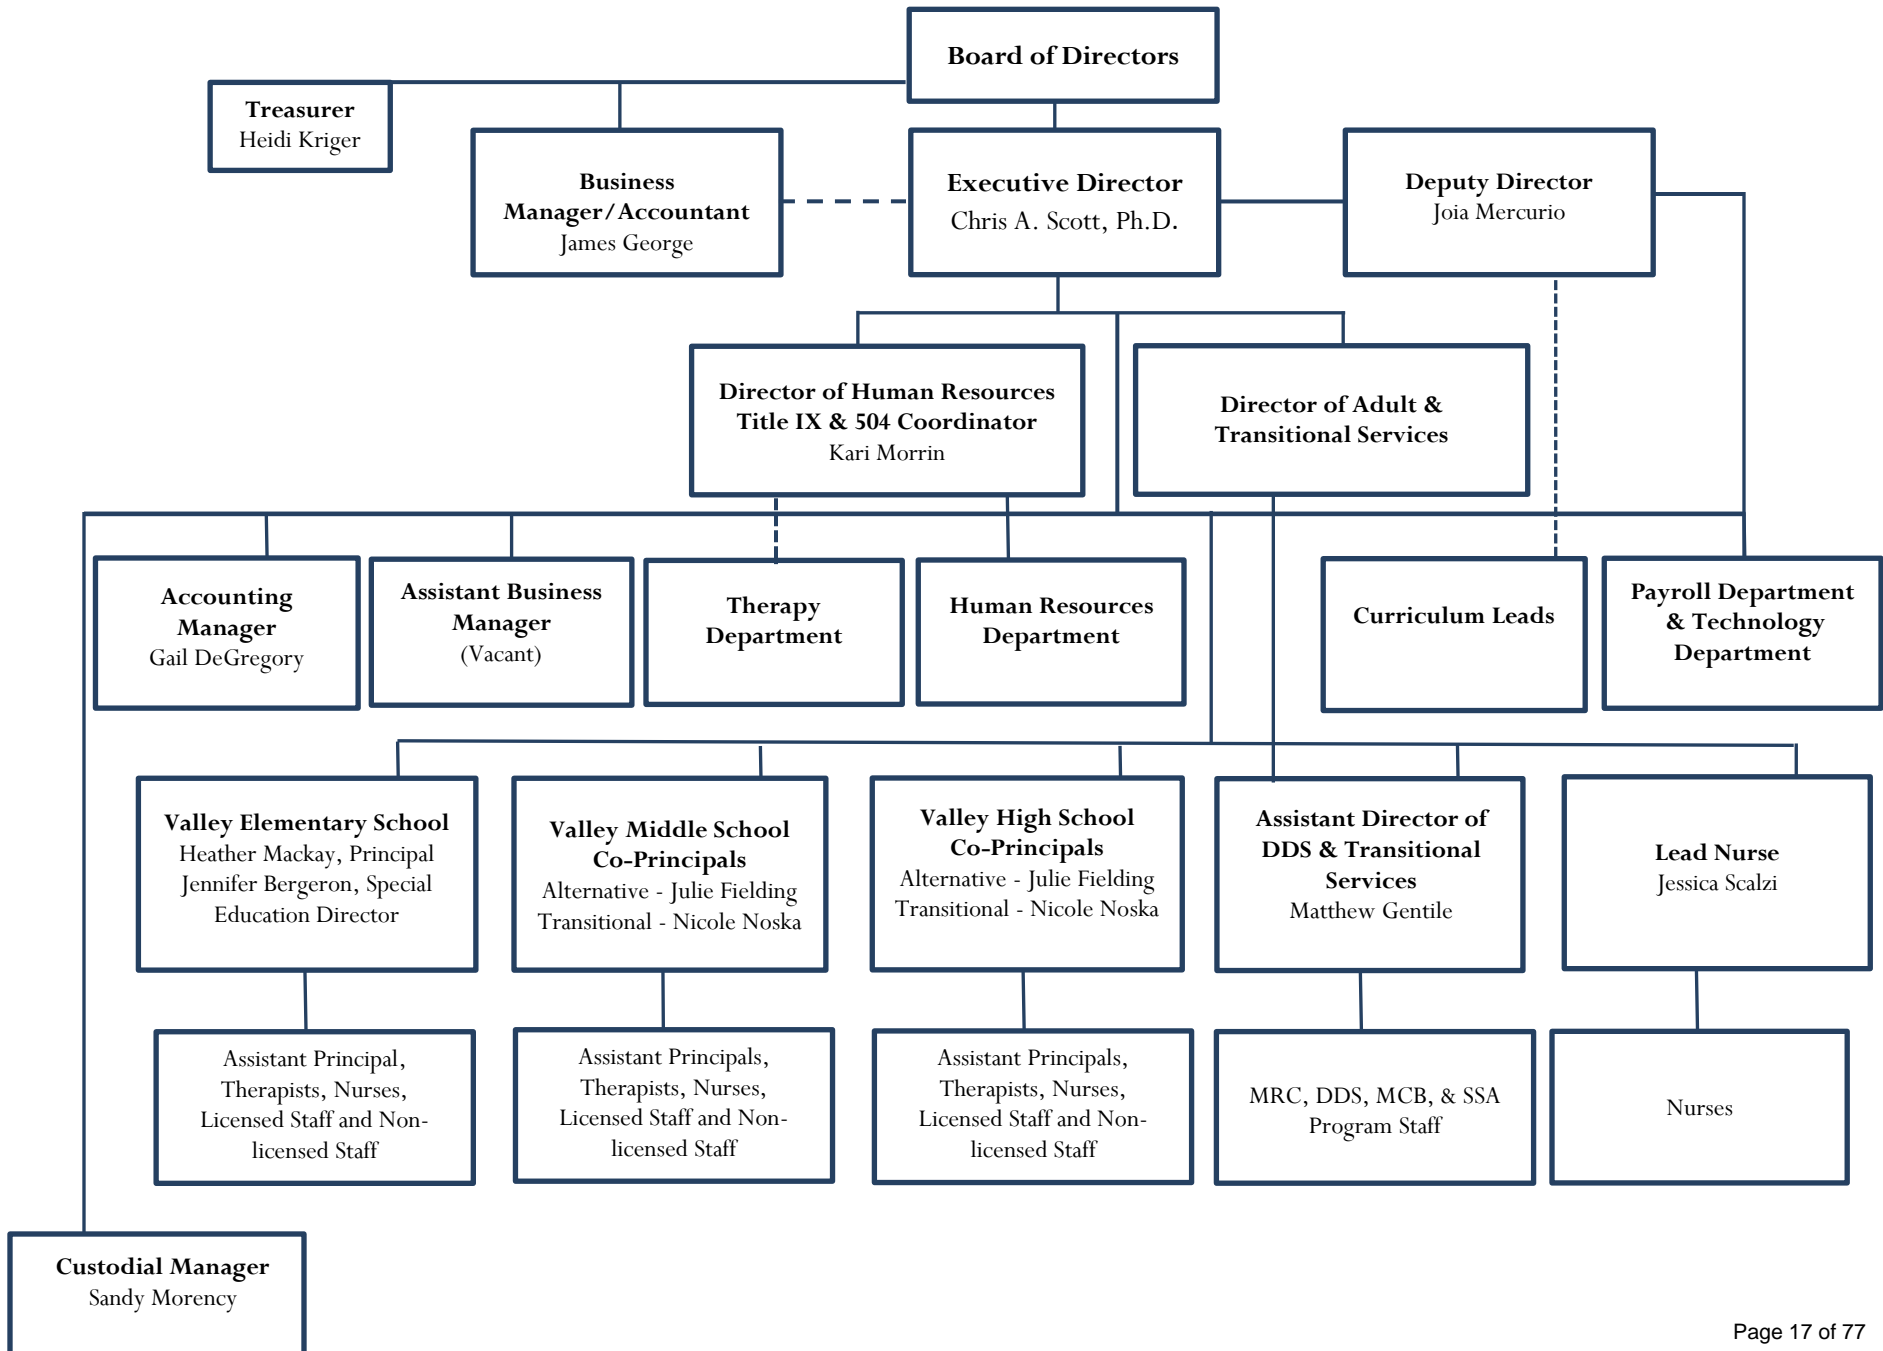 Board of Directors
Treasurer
Heidi Kriger
Business
Manager/Accountant
James George
Executive Director
Chris A. Scott, Ph.D.
Deputy Director
Joia Mercurio
Director of Human Resources
Title IX & 504 Coordinator
Kari Morrin
Director of Adult &
Transitional Services
Accounting
Manager
Gail DeGregory
Assistant Business
Manager
(Vacant)
Therapy
Department
Human Resources
Department
Curriculum Leads
Payroll Department
& Technology
Department
Valley Elementary School
Heather Mackay, Principal
Jennifer Bergeron, Special
Education Director
Valley Middle School
Co-Principals
Alternative - Julie Fielding
Transitional - Nicole Noska
Valley High School
Co-Principals
Alternative - Julie Fielding
Transitional - Nicole Noska
Assistant Director of
DDS & Transitional
Services
Matthew Gentile
Lead Nurse
Jessica Scalzi
Assistant Principal,
Therapists, Nurses,
Licensed Staff and Non-
licensed Staff
Assistant Principals,
Therapists, Nurses,
Licensed Staff and Non-
licensed Staff
Assistant Principals,
Therapists, Nurses,
Licensed Staff and Non-
licensed Staff
MRC, DDS, MCB, & SSA
Program Staff
Nurses
Custodial Manager
Sandy Morency
Page 17 of 77